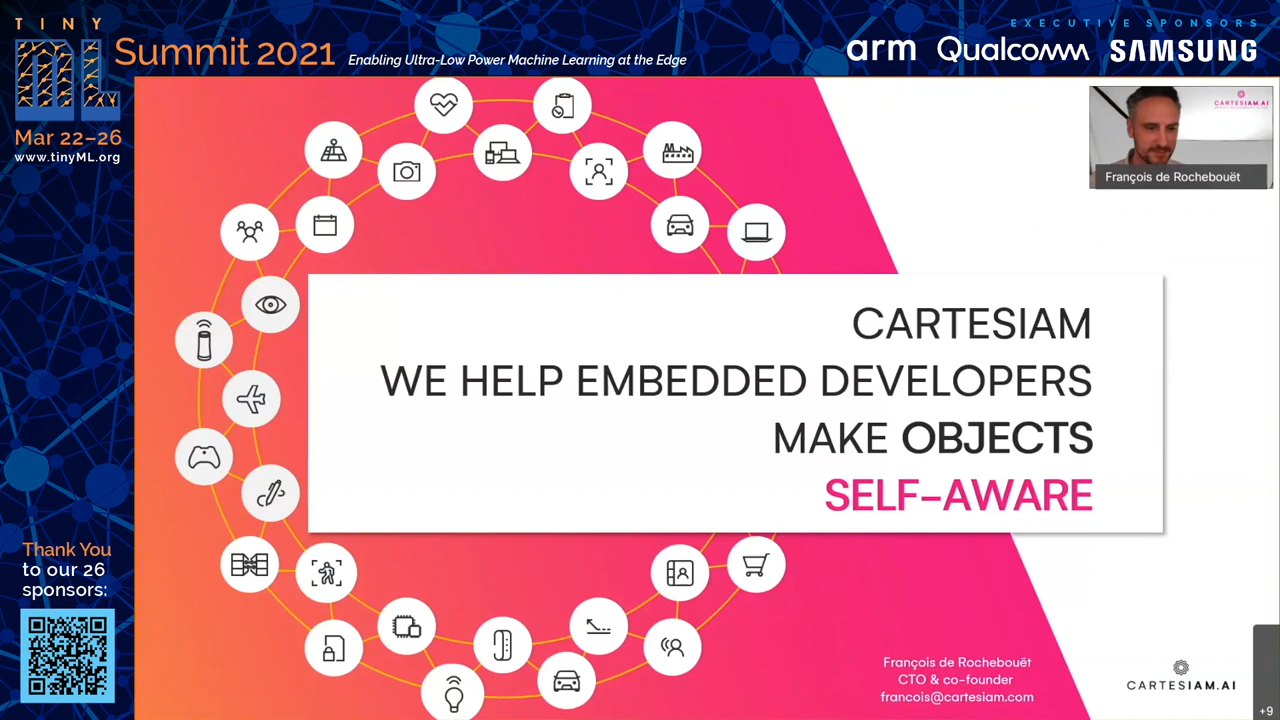 TINY
ML Summit 2021
Enabling Ultra-Low Power Machine Learning at the Edge
Mar 22–26
www.tinyML.org
EXECUTIVE SPONSORS
arm Qualcomm SAMSUNG
CARTESIAM.AI
François de Rochebouët
CARTESIAM
WE HELP EMBEDDED DEVELOPERS
MAKE OBJECTS
SELF–AWARE
Thank You
to our 26
sponsors:
François de Rochebouët
CTO & co-founder
francois@cartesiam.com
CARTESIAM.AI
+9